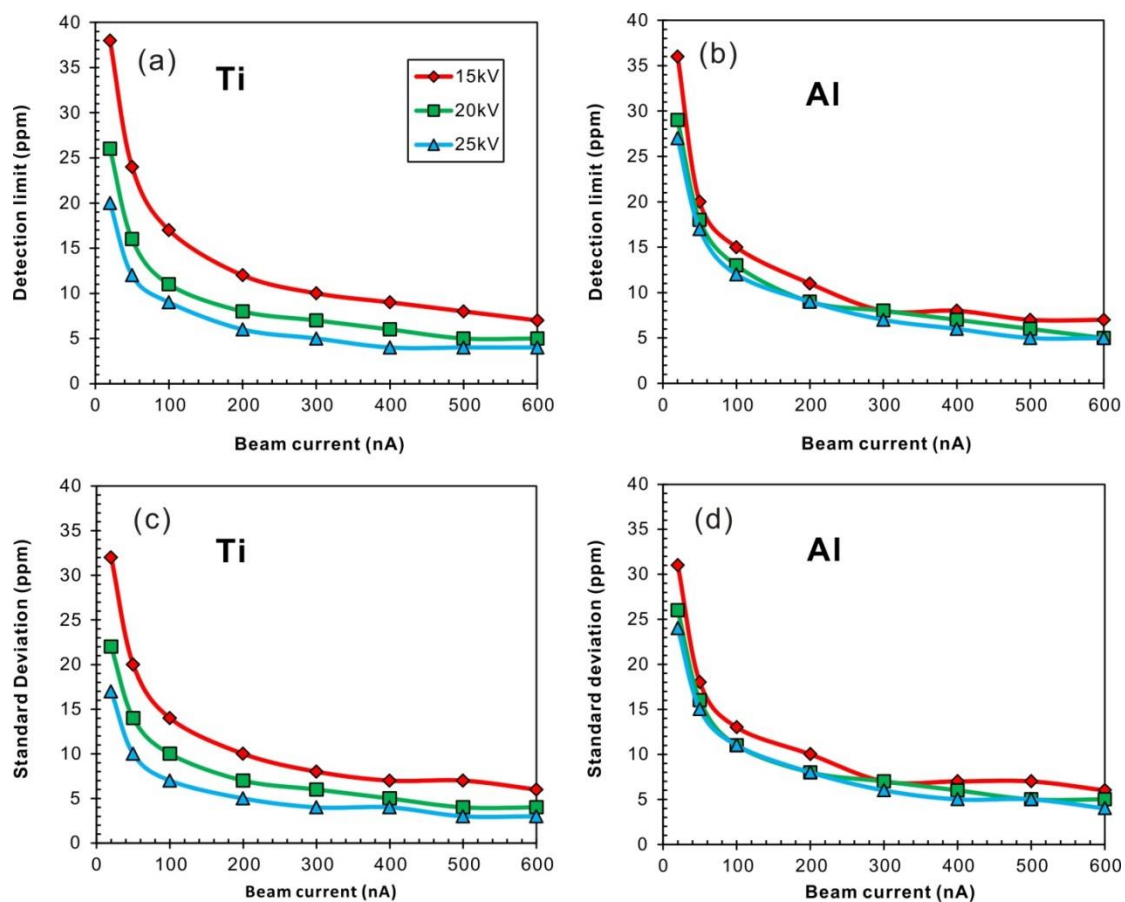 (a)
Ti
15kV
20kV
25kV
Detection limit (ppm)
40
35
30
25
20
15
10
5
0
0 100 200 300 400 500 600
Beam current (nA)
(b)
Al
Detection limit (ppm)
40
35
30
25
20
15
10
5
0
0 100 200 300 400 500 600
Beam current (nA)
(c)
Ti
Standard Deviation (ppm)
40
35
30
25
20
15
10
5
0
0 100 200 300 400 500 600
Beam current (nA)
(d)
Al
Standard deviation (ppm)
40
35
30
25
20
15
10
5
0
0 100 200 300 400 500 600
Beam current (nA)